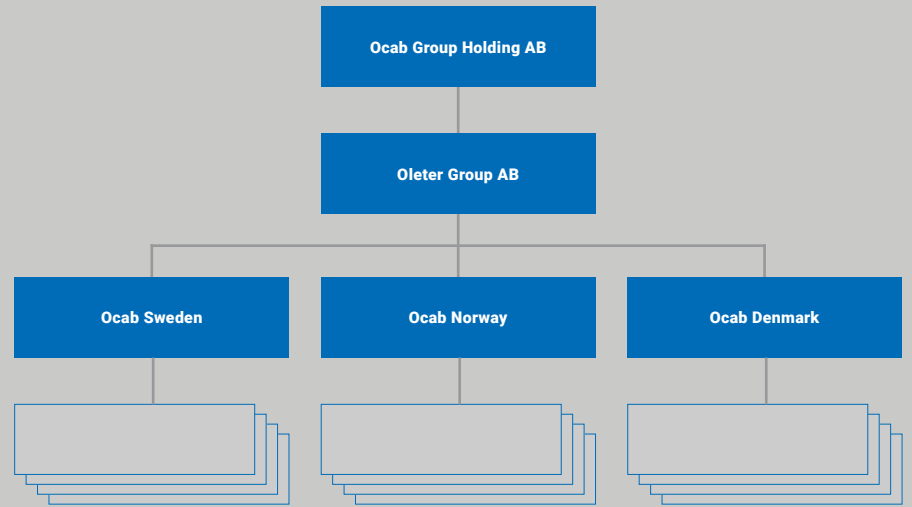 Ocab Group Holding AB
Oleter Group AB
Ocab Sweden
Ocab Norway
Ocab Denmark